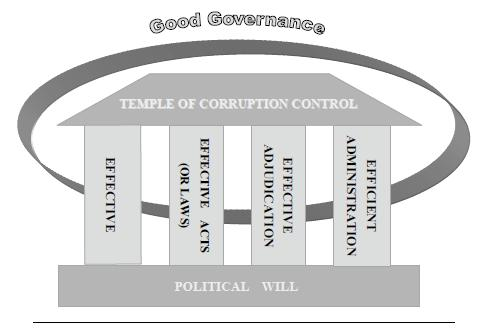 Good Governance
TEMPLE OF CORRUPTION CONTROL
EFFECTIVE
EFFECTIVE ACTS
(OR LAWS)
EFFECTIVE
ADJUDICATION
EFFICIENT
ADMINISTRATION
POLITICAL WILL